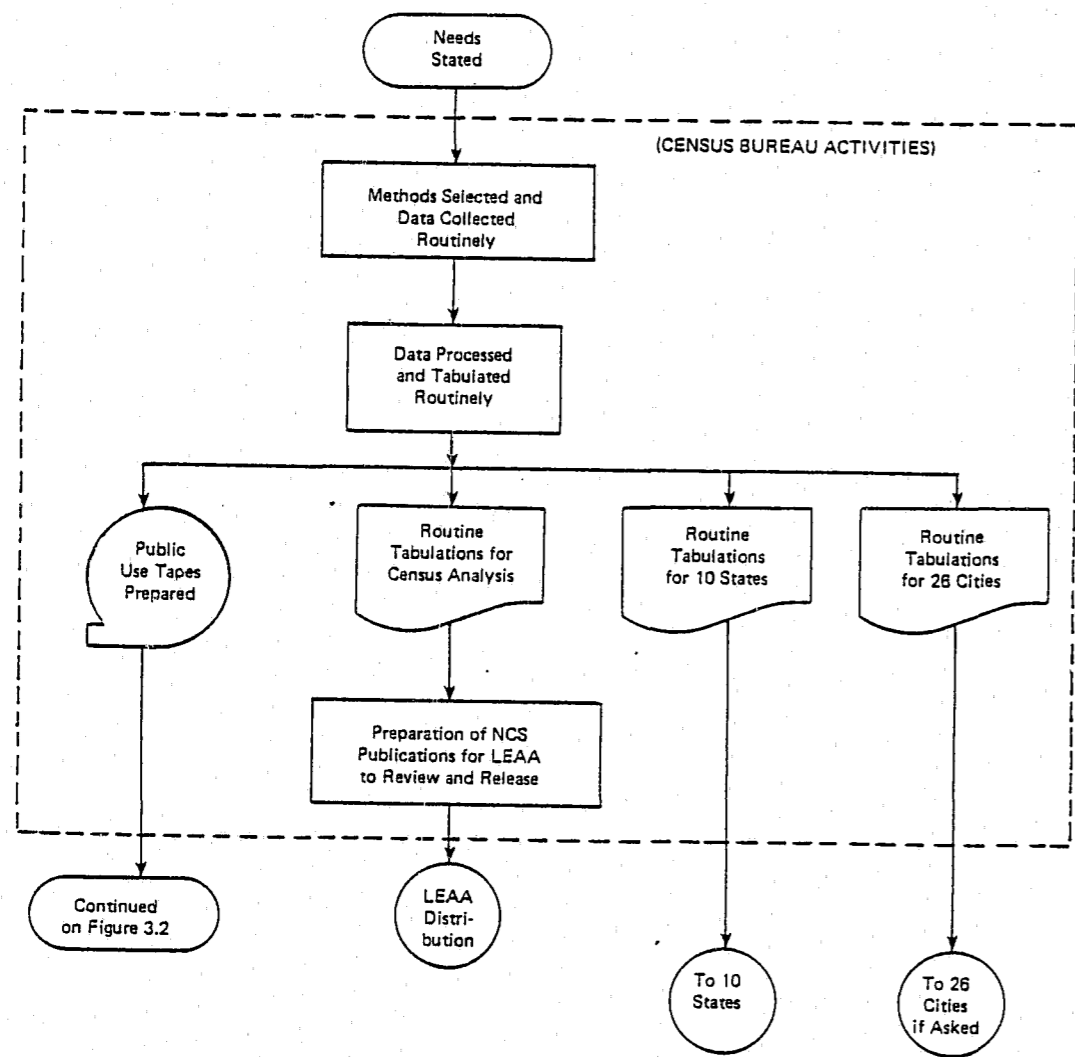 Needs
Stated
(CENSUS BUREAU ACTIVITIES)
Methods Selected and
Data Collected
Routinely
Data Processed
and Tabulated
Routinely
Public
Use Tapes
Prepared
Routine
Tabulations for
Census Analysis
Routine
Tabulations
for 10 States
Routine
Tabulations
for 26 Cities
Preparation of NCS
Publications for LEAA
to Review and Release
Continued
on Figure 3.2
LEAA
Distri-
bution
To 10
States
To 26
Cities
if Asked